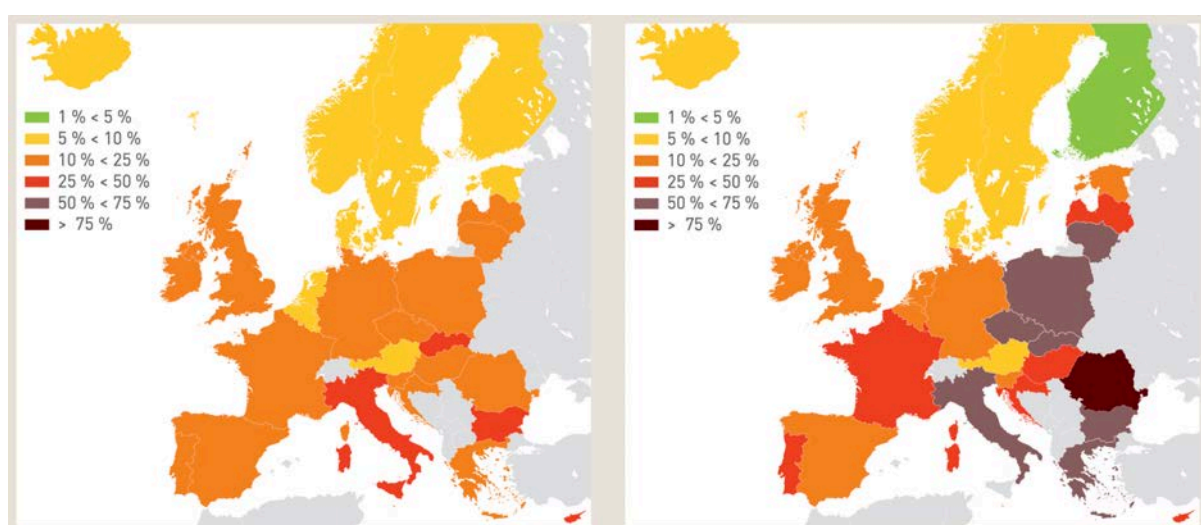 1 % < 5 %
5 % < 10 %
10 % < 25 %
25 % < 50 %
50 % < 75 %
> 75 %
1 % < 5 %
5 % < 10 %
10 % < 25 %
25 % < 50 %
50 % < 75 %
> 75 %